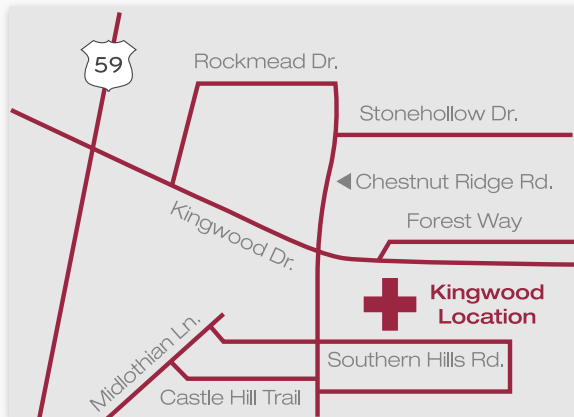 59
Rockmead Dr.
Stonehollow Dr.
Chestnut Ridge Rd.
Forest Way
Kingwood Dr.
Kingwood
Location
Midlothian Ln.
Southern Hills Rd.
Castle Hill Trail